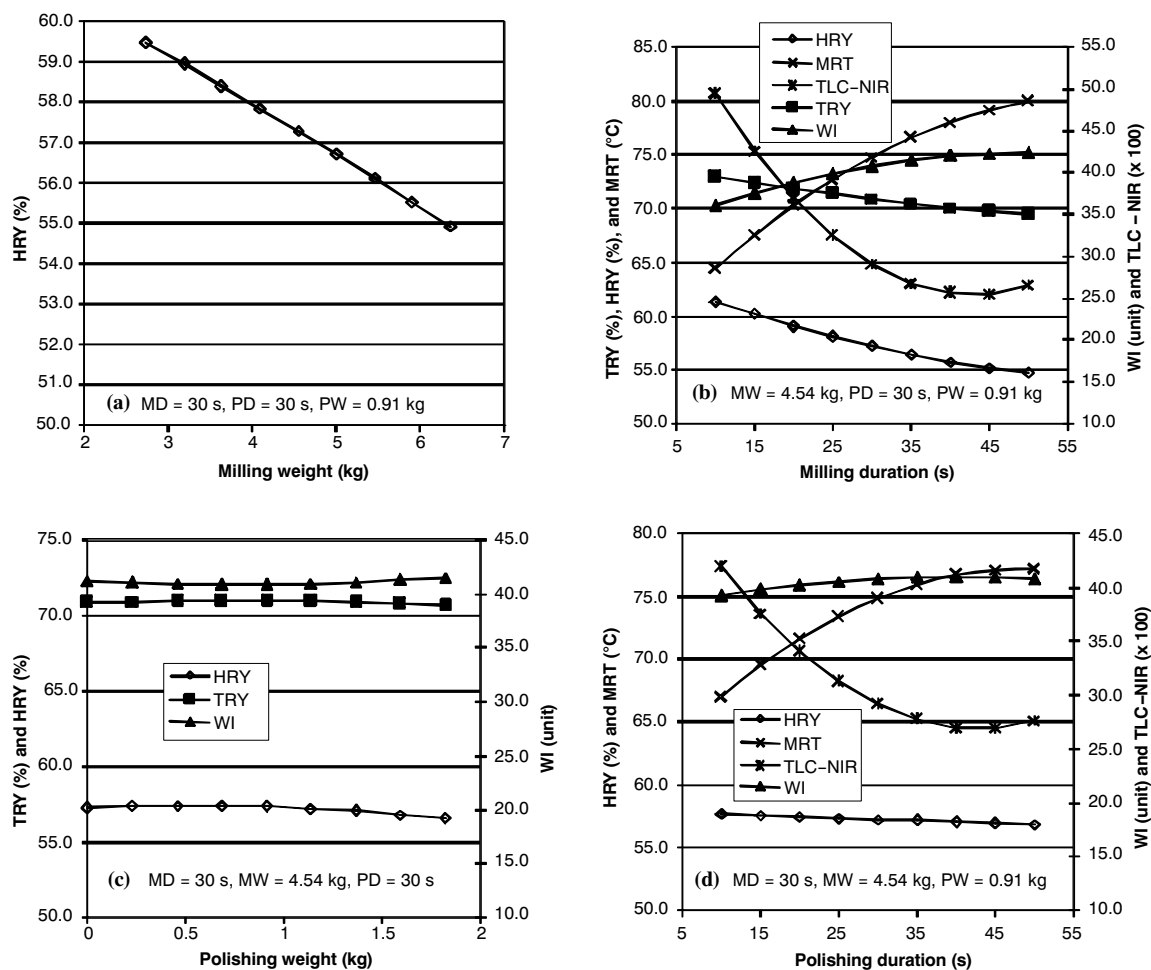 HRY (%)
60.0
59.0
58.0
57.0
56.0
55.0
54.0
53.0
52.0
51.0
50.0
(a) MD = 30 s, PD = 30 s, PW = 0.91 kg
2 3 4 5 6 7
Milling weight (kg)
TRY (%), HRY (%), and MRT (°C)
85.0
80.0
75.0
70.0
65.0
60.0
55.0
50.0
HRY
MRT
TLC–NIR
TRY
WI
55.0
50.0
45.0
40.0
35.0
30.0
25.0
20.0
15.0
10.0
WI (unit) and TLC – NIR (x 100)
(b) MW = 4.54 kg, PD = 30 s, PW = 0.91 kg
5 15 25 35 45 55
Milling duration (s)
TRY (%) and HRY (%)
75.0
70.0
65.0
60.0
55.0
50.0
HRY
TRY
WI
45.0
40.0
35.0
30.0
25.0
20.0
15.0
10.0
WI (unit)
(c) MD = 30 s, MW = 4.54 kg, PD = 30 s
0 0.5 1 1.5 2
Polishing weight (kg)
HRY (%) and MRT (°C)
80.0
75.0
70.0
65.0
60.0
55.0
50.0
HRY
MRT
TLC–NIR
WI
45.0
40.0
35.0
30.0
25.0
20.0
15.0
10.0
WI (unit) and TLC–NIR (x 100)
(d) MD = 30 s, MW = 4.54 kg, PW = 0.91 kg
5 15 25 35 45 55
Polishing duration (s)